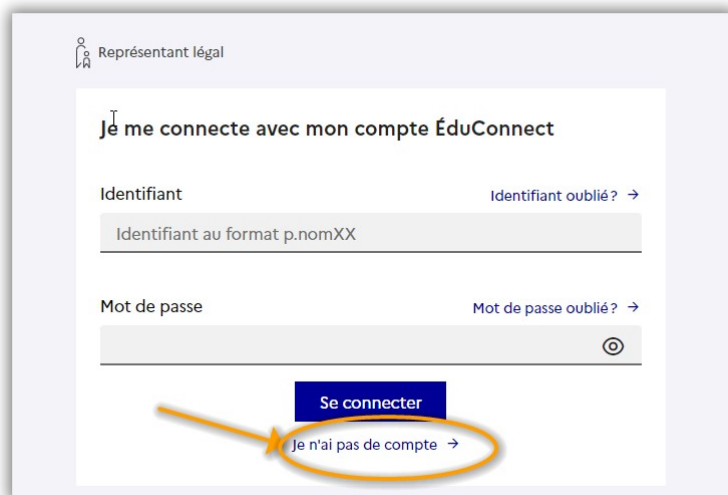 Représentant légal
Je me connecte avec mon compte ÉduConnect
Identifiant
Identifiant oublié? →
Identifiant au format p.nomXX
Mot de passe
Mot de passe oublié? →
Se connecter
Je n'ai pas de compte →